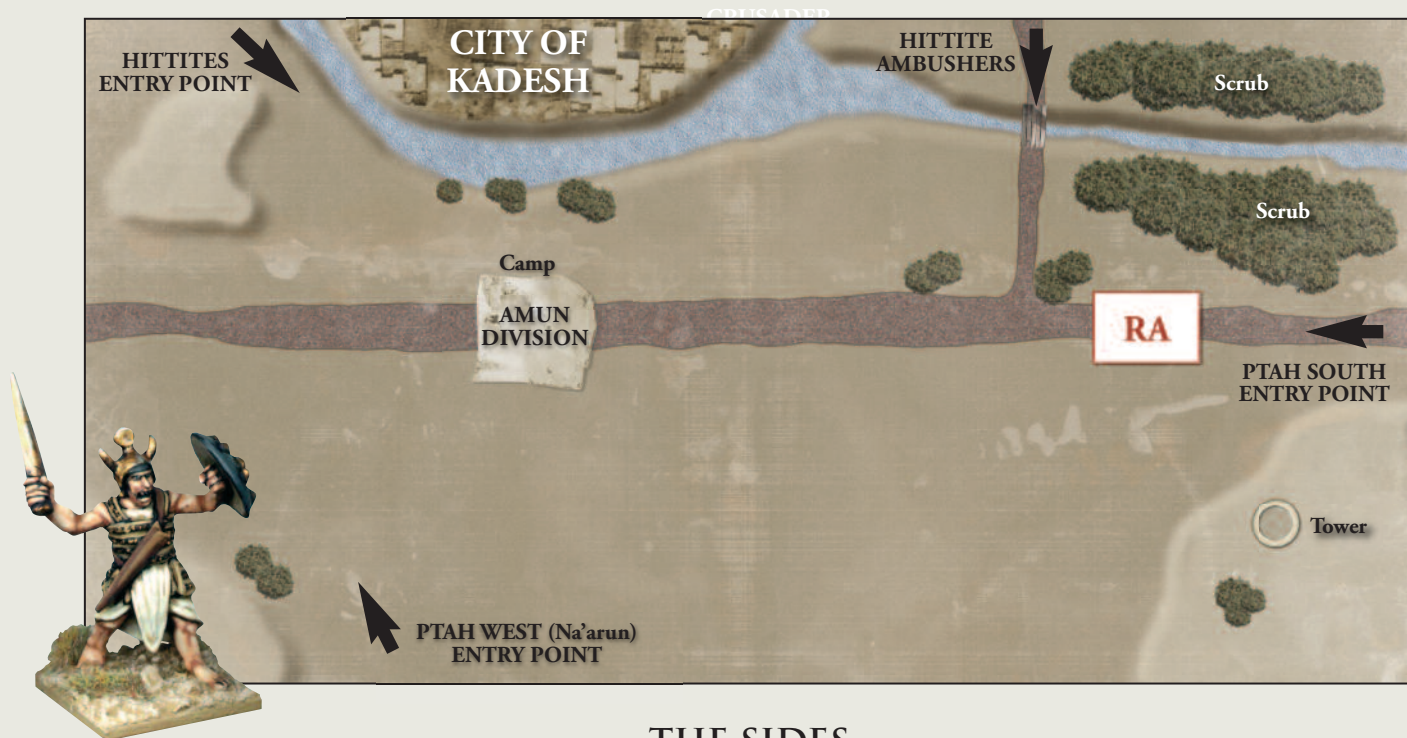 CRUSADER
HITTITES
ENTRY POINT
CITY OF
KADESH
HITTITE
AMBUSHERS
Scrub
Scrub
Camp
AMUN
DIVISION
RA
PTAH SOUTH
ENTRY POINT
Tower
PTAH WEST (Na’arun)
ENTRY POINT
THE SIDES